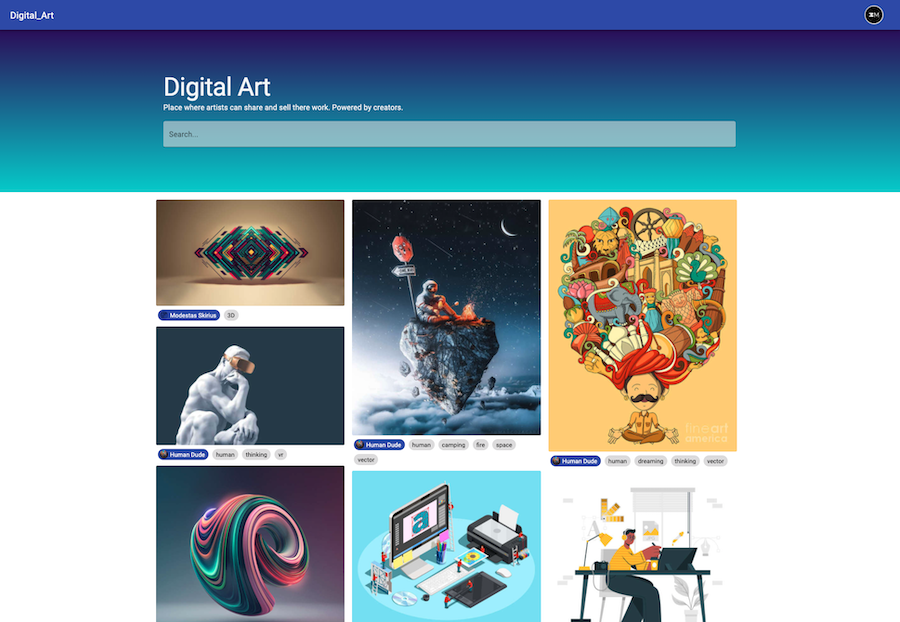 Digital_Art
Digital Art
Place where artists can share and sell there work. Powered by creators.
Search...
Modestas Skirius 3D
Human Dude human thinking vr
Human Dude human camping fire space
vector
fineart
america
Human Dude human dreaming thinking vector
a
A